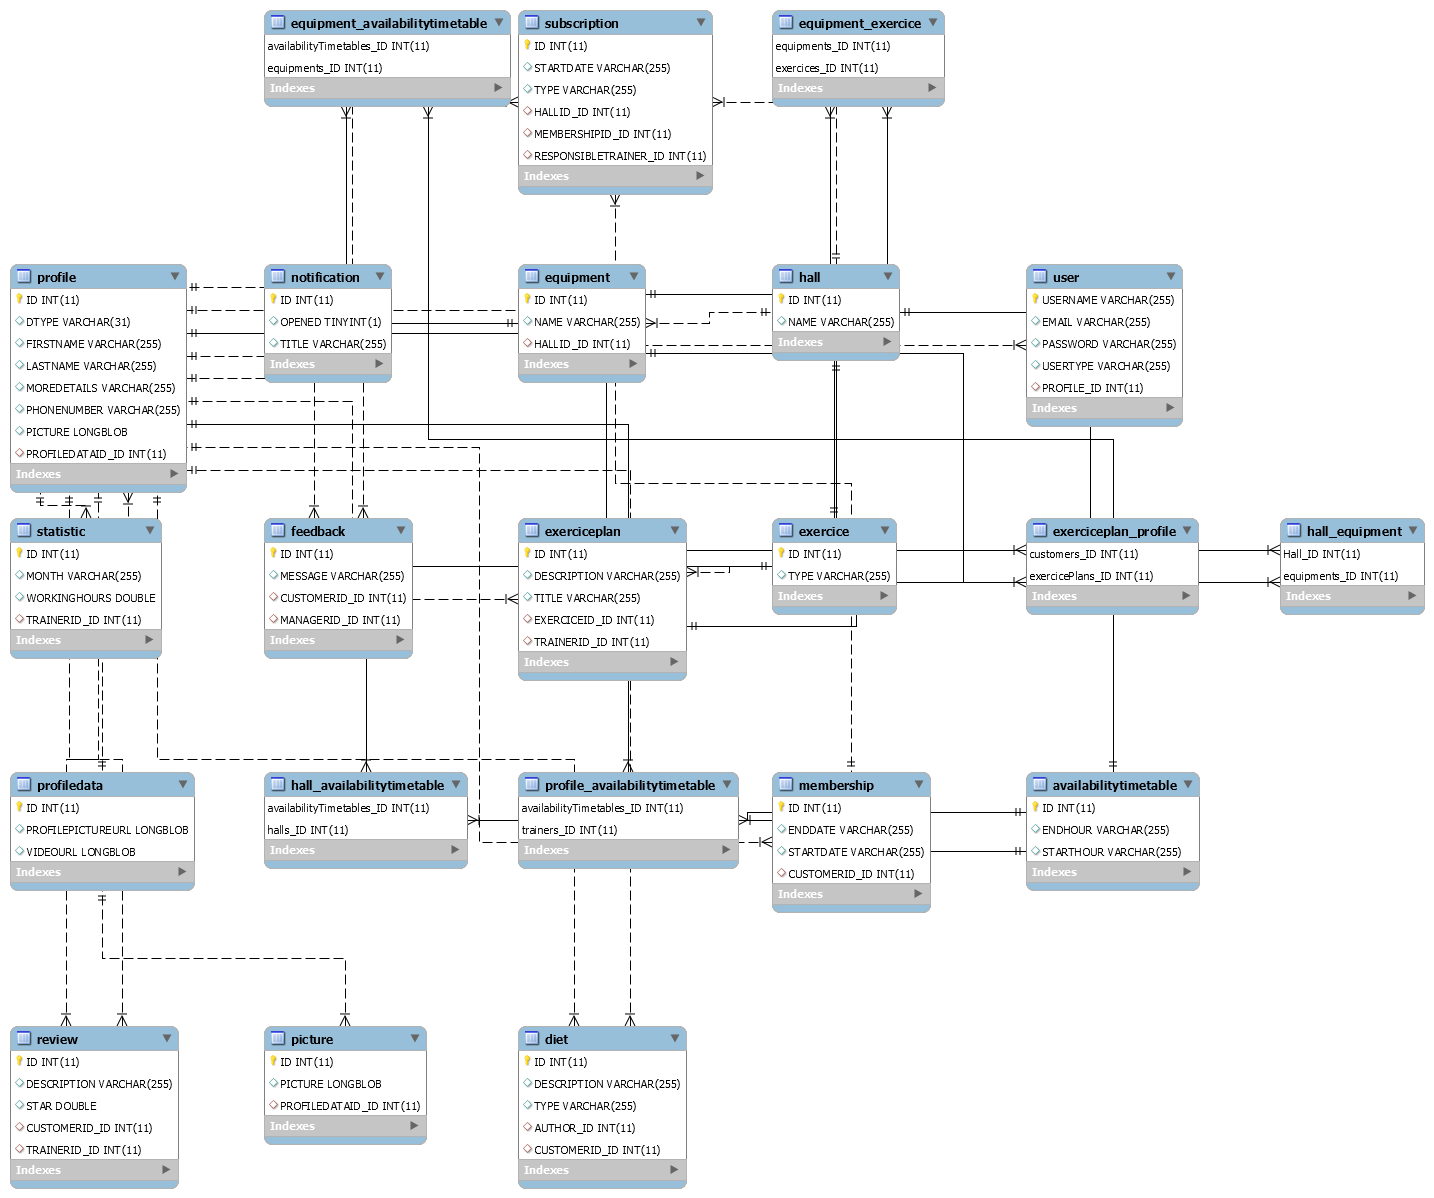 equipment_availabilitytimetable
availabilityTimetables_ID INT(11)
equipments_ID INT(11)
Indexes
subscription
ID INT(11)
STARTDATE VARCHAR(255)
TYPE VARCHAR(255)
HALLID_ID INT(11)
MEMBERSHIPID_ID INT(11)
RESPONSIBLETRAINER_ID INT(11)
Indexes
equipment_exercice
equipments_ID INT(11)
exercices_ID INT(11)
Indexes
profile
ID INT(11)
DTYPE VARCHAR(31)
FIRSTNAME VARCHAR(255)
LASTNAME VARCHAR(255)
MOREDETAILS VARCHAR(255)
PHONENUMBER VARCHAR(255)
PICTURE LONGBLOB
PROFILEDATAID_ID INT(11)
Indexes
notification
ID INT(11)
OPENED TINYINT(1)
TITLE VARCHAR(255)
Indexes
equipment
ID INT(11)
NAME VARCHAR(255)
HALLID_ID INT(11)
Indexes
hall
ID INT(11)
NAME VARCHAR(255)
Indexes
user
USERNAME VARCHAR(255)
EMAIL VARCHAR(255)
PASSWORD VARCHAR(255)
USERTYPE VARCHAR(255)
PROFILE_ID INT(11)
Indexes
statistic
ID INT(11)
MONTH VARCHAR(255)
WORKINGHOURS DOUBLE
TRAINERID_ID INT(11)
Indexes
feedback
ID INT(11)
MESSAGE VARCHAR(255)
CUSTOMERID_ID INT(11)
MANAGERID_ID INT(11)
Indexes
exerciceplan
ID INT(11)
DESCRIPTION VARCHAR(255)
TITLE VARCHAR(255)
EXERCICEID_ID INT(11)
TRAINERID_ID INT(11)
Indexes
exercice
ID INT(11)
TYPE VARCHAR(255)
Indexes
exerciceplan_profile
customers_ID INT(11)
exercicePlans_ID INT(11)
Indexes
hall_equipment
Hall_ID INT(11)
equipments_ID INT(11)
Indexes
profiledata
ID INT(11)
PROFILEPICTUREURL LONGBLOB
VIDEOURL LONGBLOB
Indexes
hall_availabilitytimetable
availabilityTimetables_ID INT(11)
halls_ID INT(11)
Indexes
profile_availabilitytimetable
availabilityTimetables_ID INT(11)
trainers_ID INT(11)
Indexes
membership
ID INT(11)
ENDDATE VARCHAR(255)
STARTDATE VARCHAR(255)
CUSTOMERID_ID INT(11)
Indexes
availabilitytimetable
ID INT(11)
ENDHOUR VARCHAR(255)
STARTHOUR VARCHAR(255)
Indexes
review
ID INT(11)
DESCRIPTION VARCHAR(255)
STAR DOUBLE
CUSTOMERID_ID INT(11)
TRAINERID_ID INT(11)
Indexes
picture
ID INT(11)
PICTURE LONGBLOB
PROFILEDATAID_ID INT(11)
Indexes
diet
ID INT(11)
DESCRIPTION VARCHAR(255)
TYPE VARCHAR(255)
AUTHOR_ID INT(11)
CUSTOMERID_ID INT(11)
Indexes